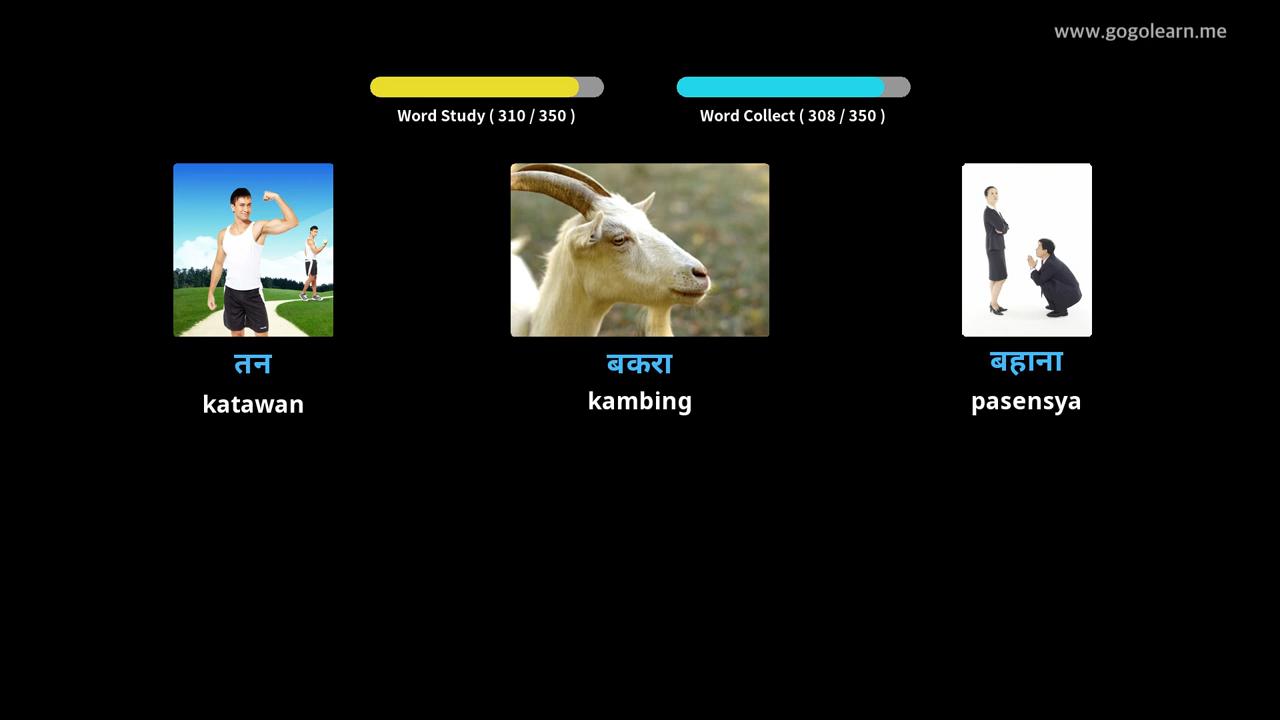 www.gogolearn.me
Word Study ( 310 / 350 )
Word Collect ( 308 / 350 )
तन
बकरा
बहाना
katawan
kambing
pasensya